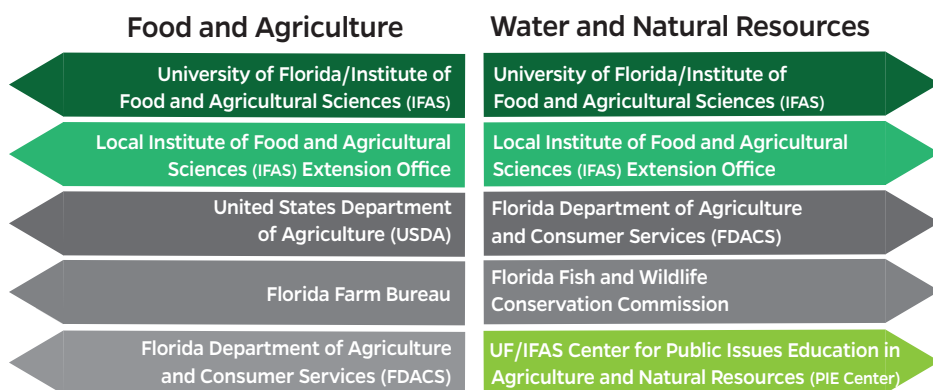 Food and Agriculture
University of Florida/Institute of
Food and Agricultural Sciences (IFAS)
Local Institute of Food and Agricultural
Sciences (IFAS) Extension Office
United States Department
of Agriculture (USDA)
Florida Farm Bureau
Florida Department of Agriculture
and Consumer Services (FDACS)
Water and Natural Resources
University of Florida/Institute of
Food and Agricultural Sciences (IFAS)
Local Institute of Food and Agricultural
Sciences (IFAS) Extension Office
Florida Department of Agriculture
and Consumer Services (FDACS)
Florida Fish and Wildlife
Conservation Commission
UF/IFAS Center for Public Issues Education in
Agriculture and Natural Resources (PIE Center)